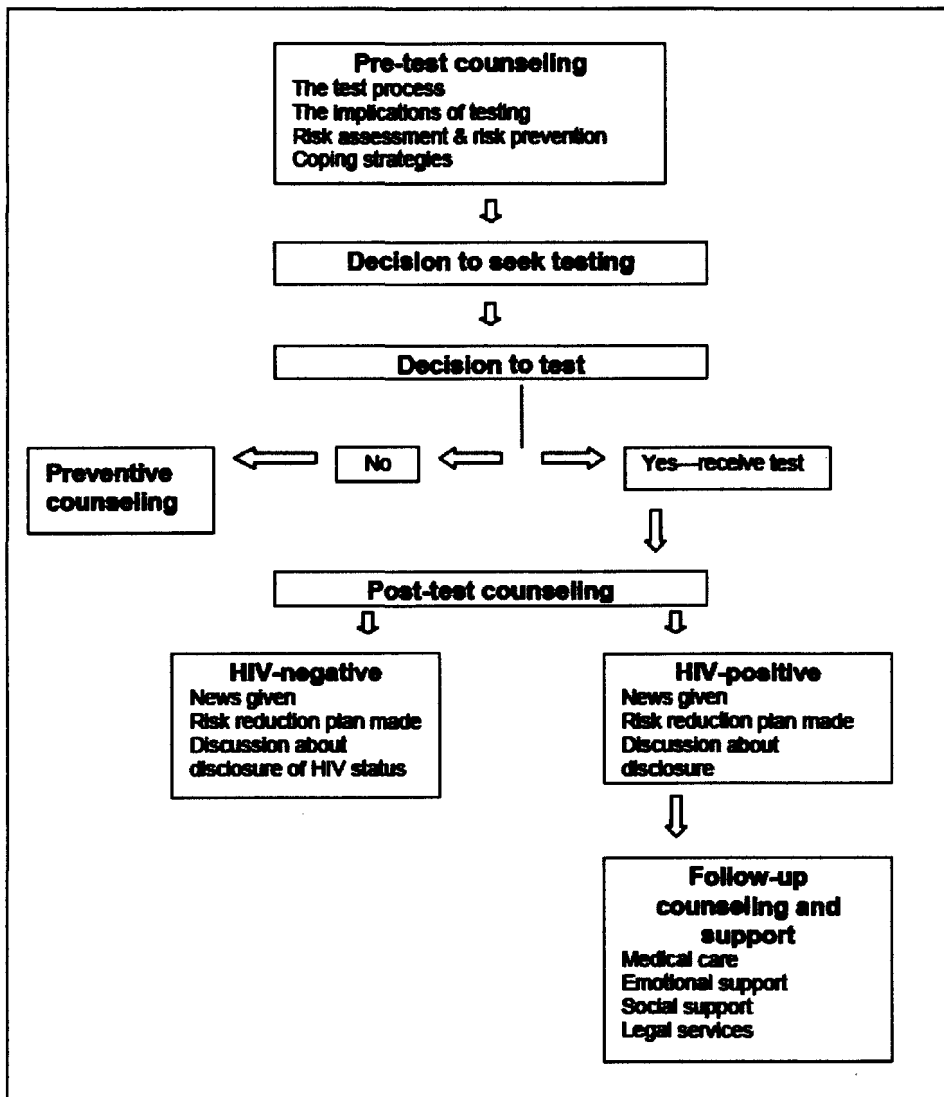 Pre-test counseling
The test process
The implications of testing
Risk assessment & risk prevention
Coping strategies
Decision to seek testing
Decision to test
Preventive
counseling
No
Yes—receive test
Post-test counseling
HIV-negative
News given
Risk reduction plan made
Discussion about
disclosure of HIV status
HIV-positive
News given
Risk reduction plan made
Discussion about
disclosure
Follow-up
counseling and
support
Medical care
Emotional support
Social support
Legal services